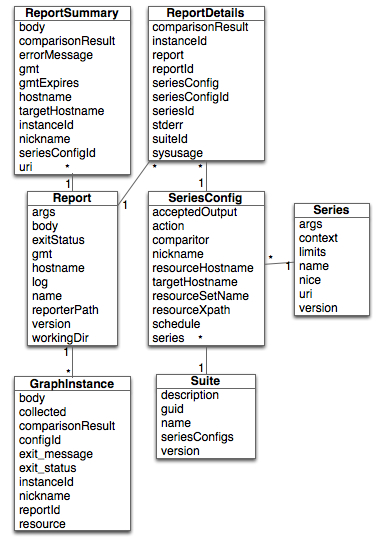 ReportSummary
body
comparisonResult
errorMessage
gmt
gmtExpires
hostname
targetHostname
instanceId
nickname
seriesConfigId
uri *
ReportDetails
comparisonResult
instanceId
report
reportId
seriesConfig
seriesConfigId
seriesId
stderr
suiteId
sysusage
* *
1
1
1
Report
args
body
exitStatus
gmt
hostname
log
name
reporterPath
version
workingDir
1
*
SeriesConfig
acceptedOutput
action
comparitor
nickname
resourceHostname
targetHostname
resourceSetName
resourceXpath
schedule
series *
* 1
1
Series
args
context
limits
name
nice
uri
version
GraphInstance
body
collected
comparisonResult
configId
exit_message
exit_status
instanceId
nickname
reportId
resource
Suite
description
guid
name
seriesConfigs
version